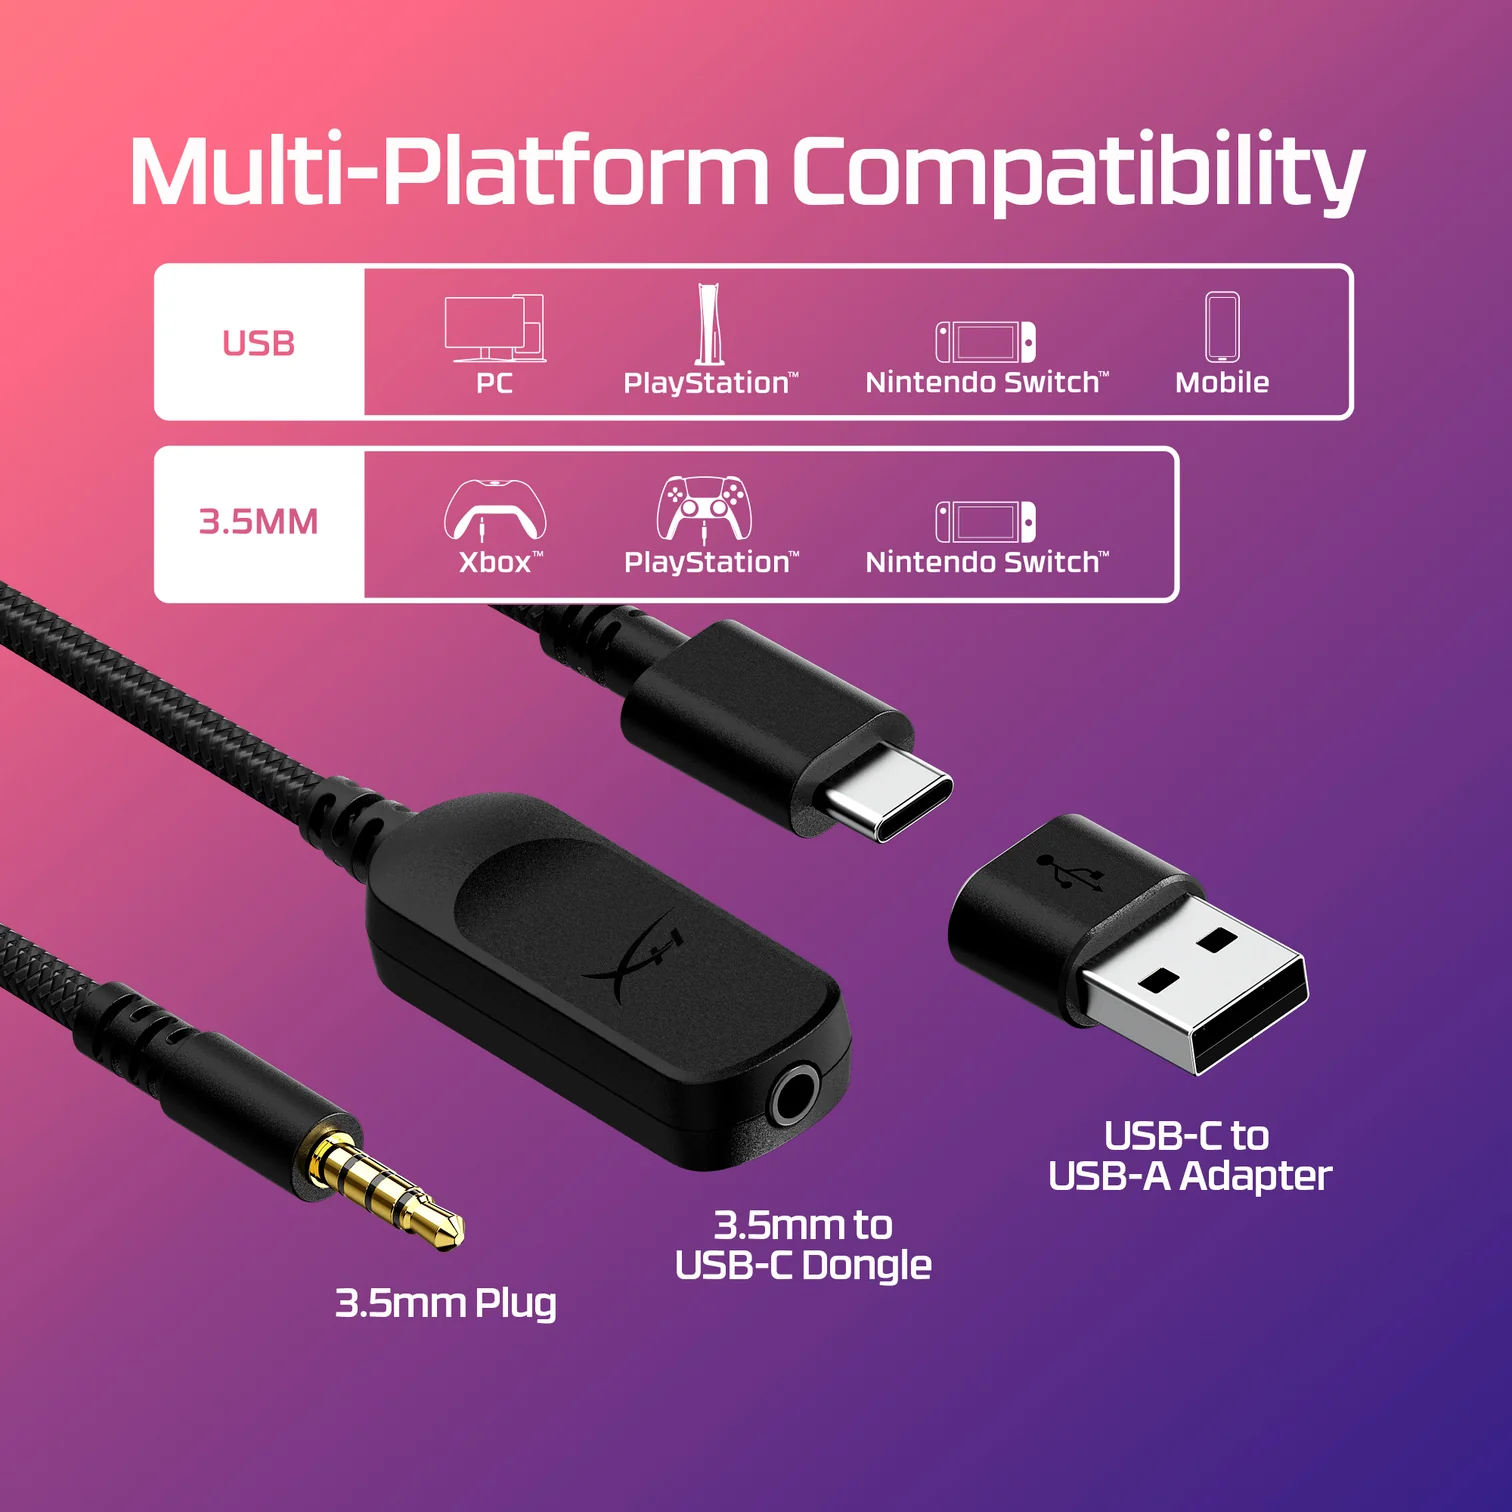 Multi-Platform Compatibility
USB
PC
PlayStation™
Nintendo Switch™
Mobile
3.5MM
Xbox™
PlayStation™
Nintendo Switch™
USB-C to
USB-A Adapter
3.5mm to
USB-C Dongle
3.5mm Plug